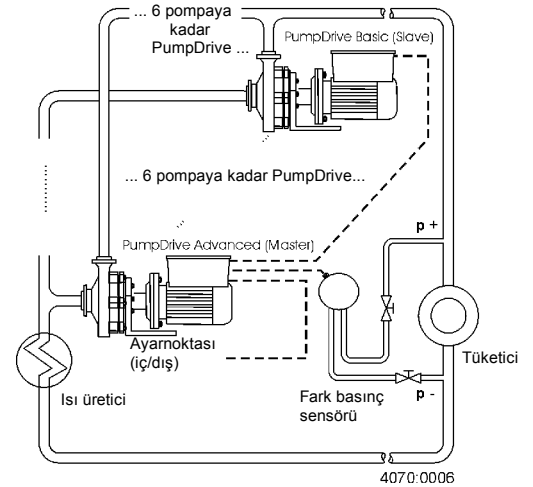 ... 6 pompaya
kadar
PumpDrive ...
PumpDrive Basic (Slave)
... 6 pompaya kadar PumpDrive...
p +
PumpDrive Advanced (Master)
Ayarnoktası
(iç/dış)
Tüketici
Isı üretici
Fark basınç
sensörü
p -
4070:0006